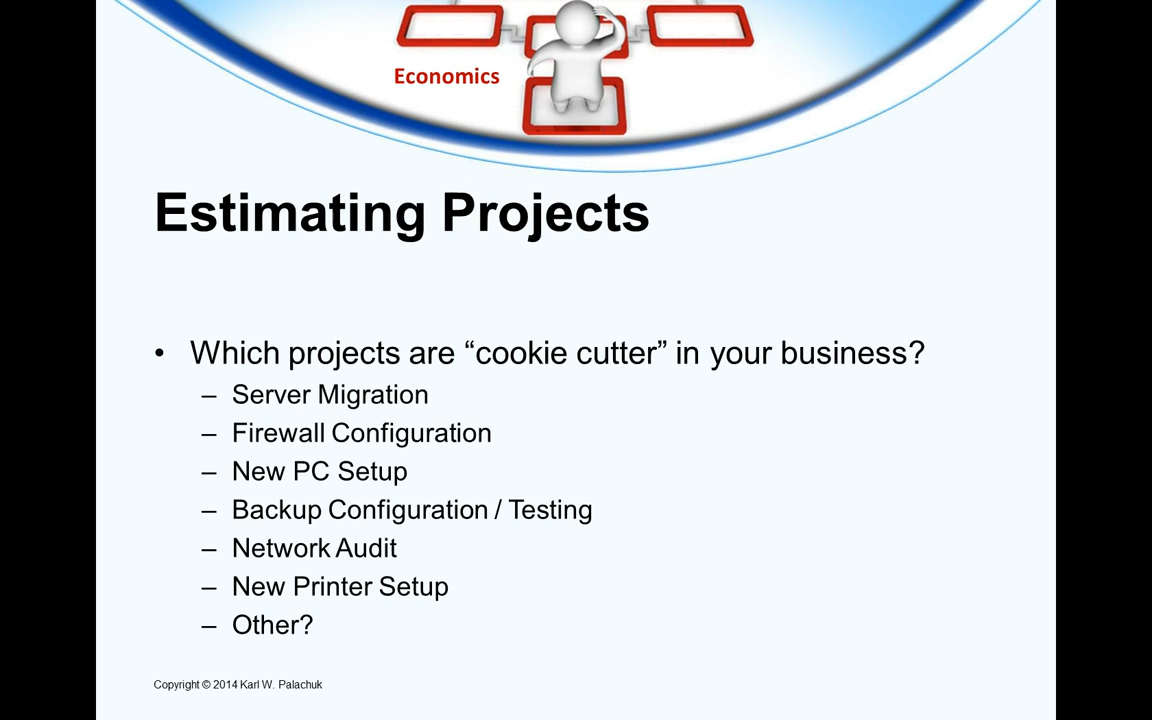 Economics
Estimating Projects
• Which projects are “cookie cutter” in your business?
– Server Migration
– Firewall Configuration
– New PC Setup
– Backup Configuration / Testing
– Network Audit
– New Printer Setup
– Other?
Copyright © 2014 Karl W. Palachuk